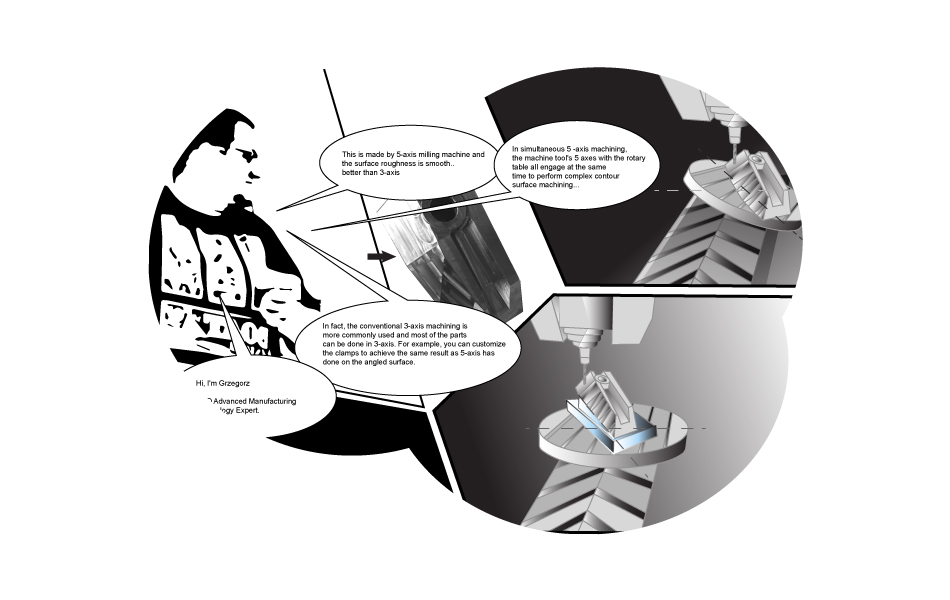 This is made by 5-axis milling machine and
the surface roughness is smooth..
better than 3-axis
In simultaneous 5 -axis machining,
the machine tool's 5 axes with the rotary
table all engage at the same
time to perform complex contour
surface machining...
In fact, the conventional 3-axis machining is
more commonly used and most of the parts
can be done in 3-axis. For example, you can customize
the clamps to achieve the same result as 5-axis has
done on the angled surface.
Hi, I'm Grzegorz
Advanced Manufacturing
Expert.